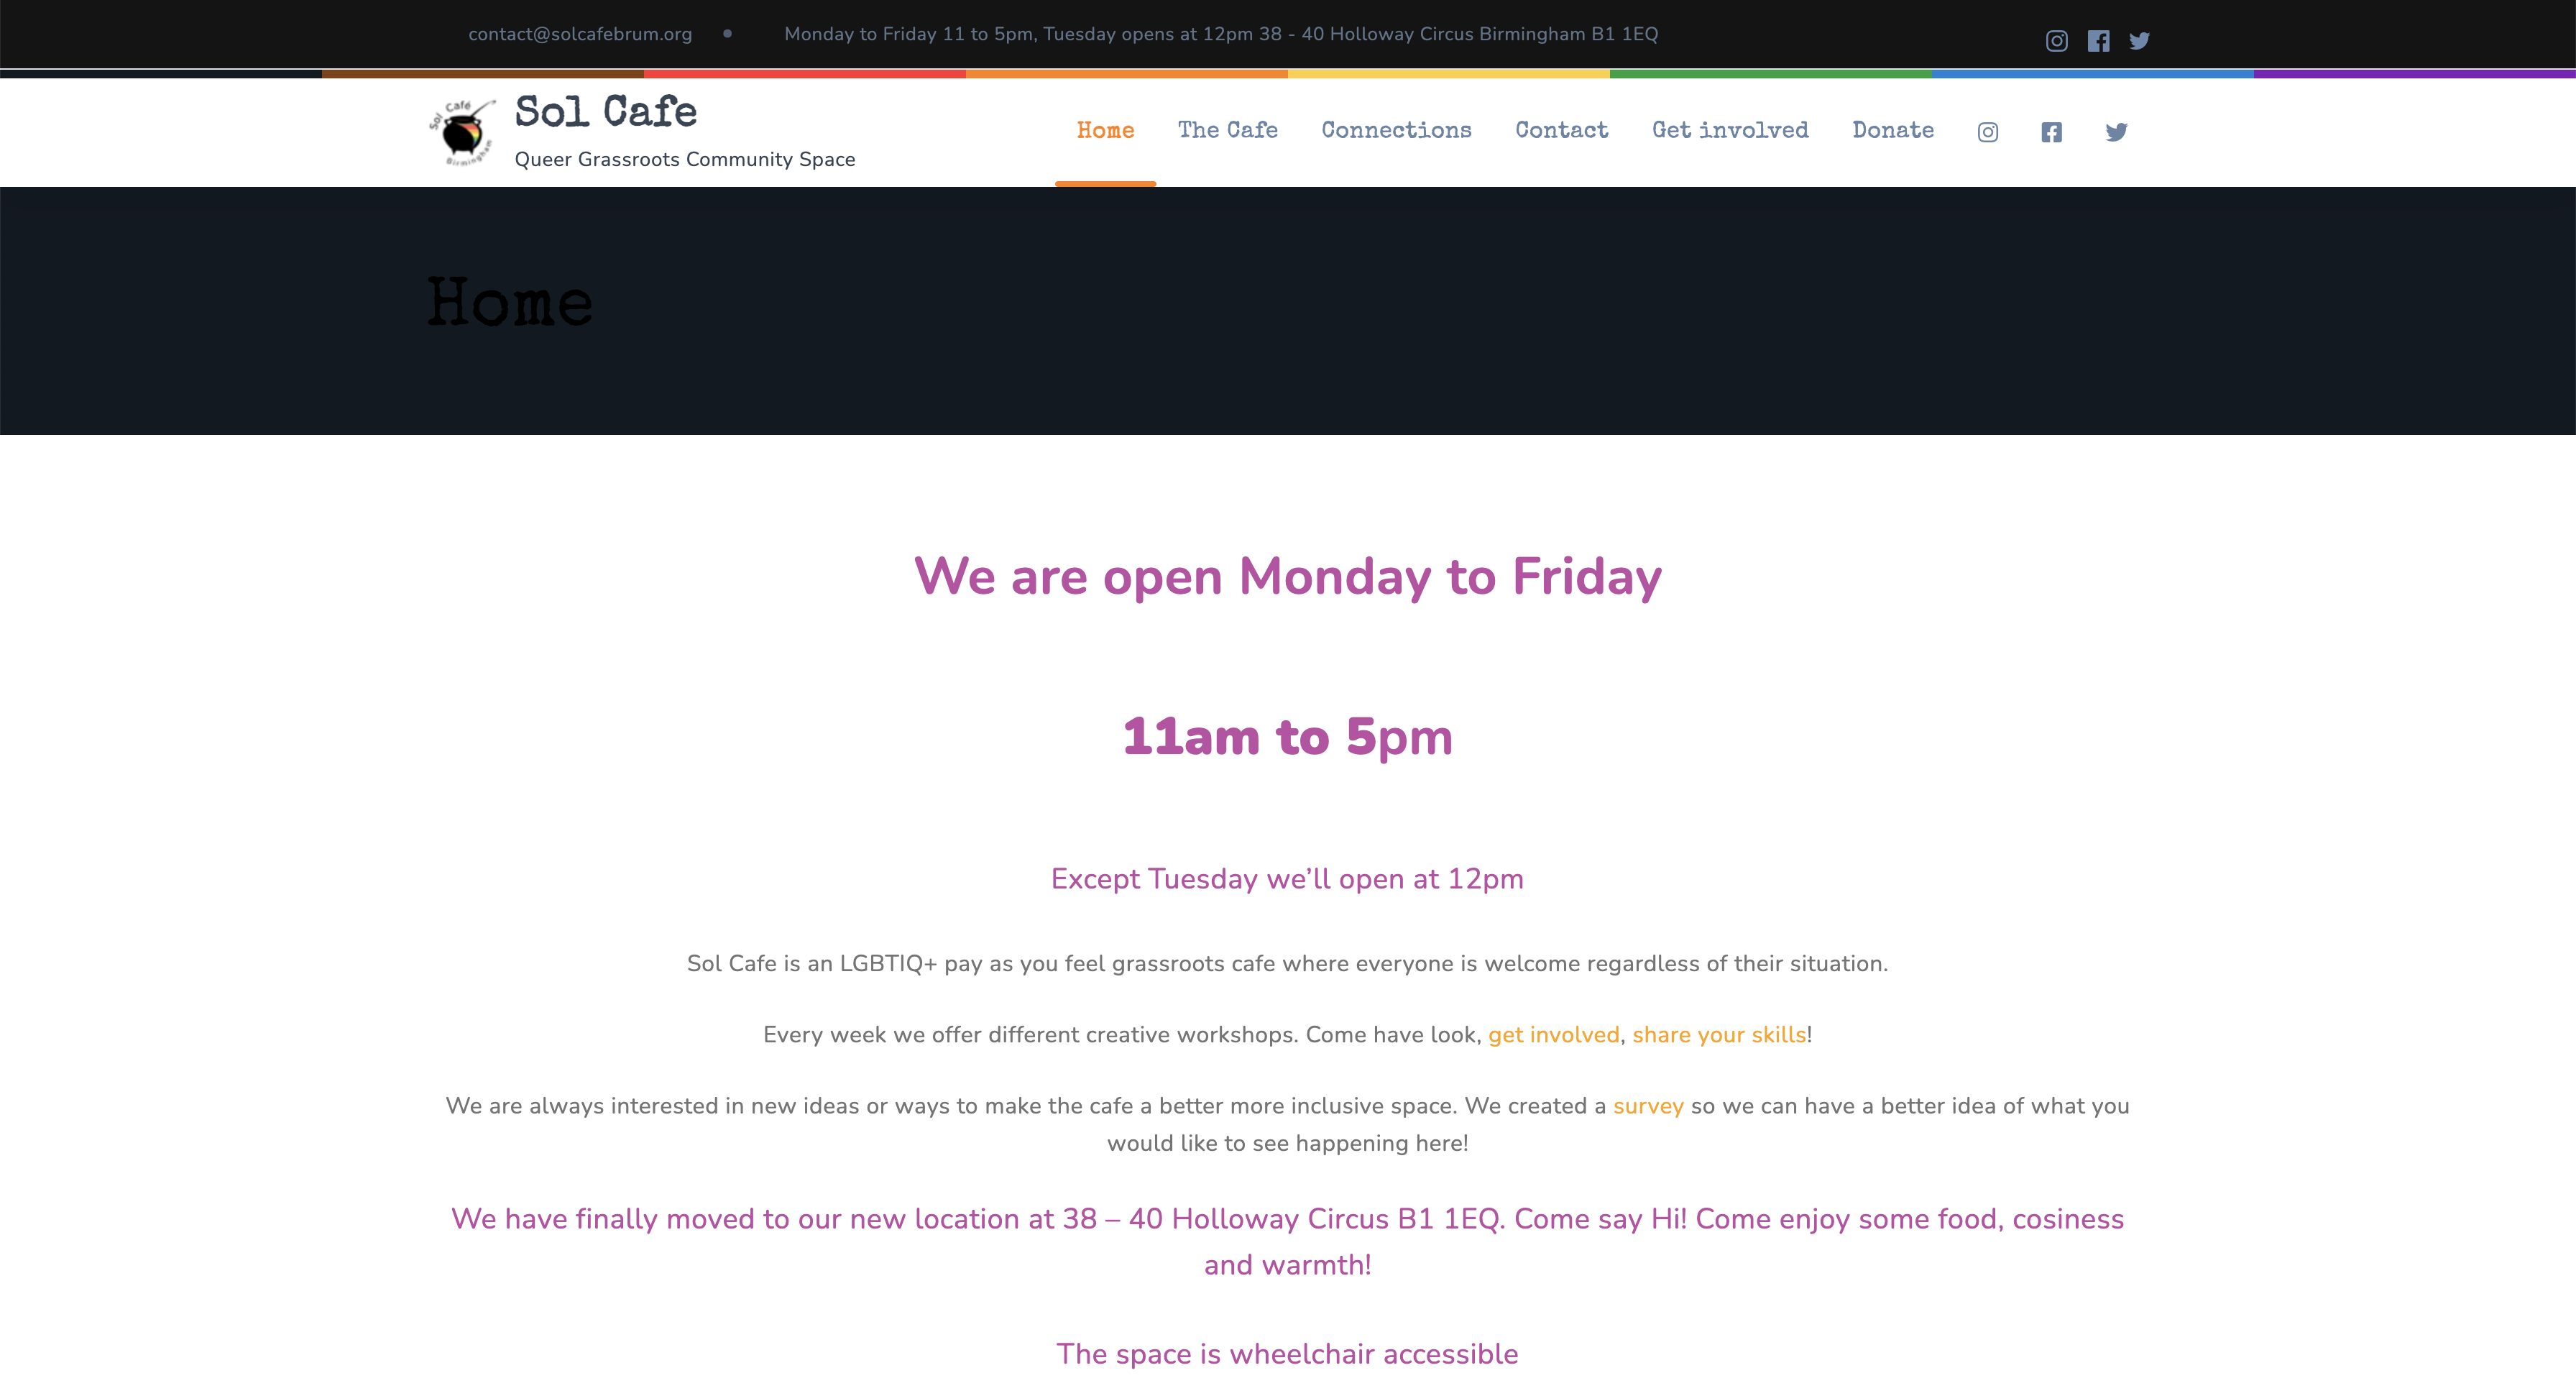 contact@solcafebrum.org
Monday to Friday 11 to 5pm, Tuesday opens at 12pm 38 - 40 Holloway Circus Birmingham B1 1EQ
Sol Café Birmingham
Sol Cafe
Queer Grassroots Community Space
Home
The Cafe
Connections
Contact
Get involved
Donate
Home
We are open Monday to Friday
11am to 5pm
Except Tuesday we’ll open at 12pm
Sol Cafe is an LGBTIQ+ pay as you feel grassroots cafe where everyone is welcome regardless of their situation.
Every week we offer different creative workshops. Come have look, get involved, share your skills!
We are always interested in new ideas or ways to make the cafe a better more inclusive space. We created a survey so we can have a better idea of what you
would like to see happening here!
We have finally moved to our new location at 38 – 40 Holloway Circus B1 1EQ. Come say Hi! Come enjoy some food, cosiness
and warmth!
The space is wheelchair accessible